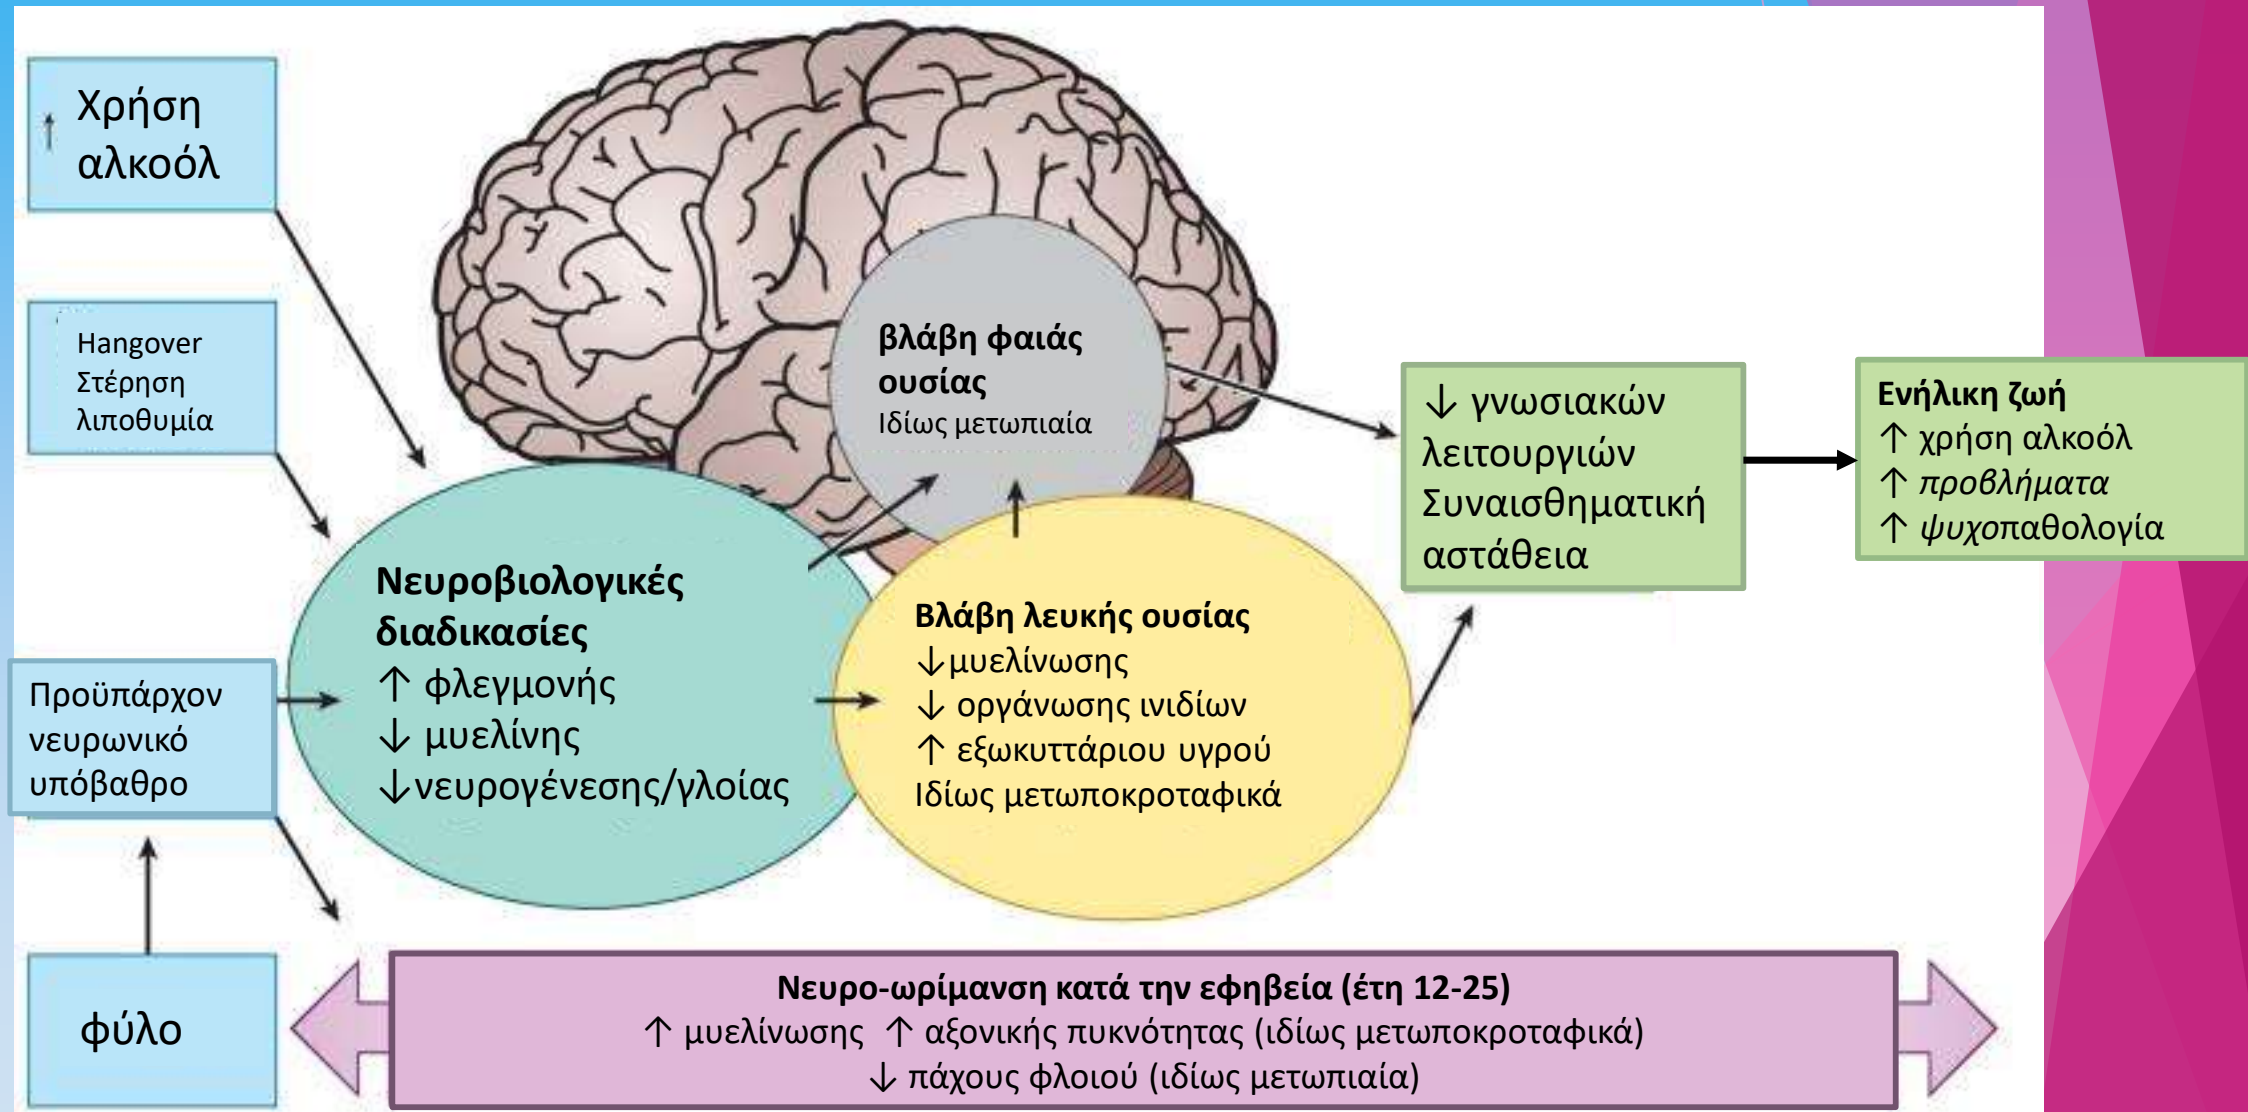 ↑ Χρήση
αλκοόλ
Hangover
Στέρηση
λιποθυμία
Προϋπάρχον
νευρωνικό
υπόβαθρο
φύλο
βλάβη φαιάς
ουσίας
Ιδίως μετωπιαία
Νευροβιολογικές
διαδικασίες
↑ φλεγμονής
↓ μυελίνης
↓νευρογένεσης/γλοίας
Βλάβη λευκής ουσίας
↓μυελίνωσης
↓ οργάνωσης ινιδίων
↑ εξωκυττάριου υγρού
Ιδίως μετωποκροταφικά
↓ γνωσιακών
λειτουργιών
Συναισθηματική
αστάθεια
Ενήλικη ζωή
↑ χρήση αλκοόλ
↑ προβλήματα
↑ ψυχοπαθολογία
Νευρο-ωρίμανση κατά την εφηβεία (έτη 12-25)
↑ μυελίνωσης ↑ αξονικής πυκνότητας (ιδίως μετωποκροταφικά)
↓ πάχους φλοιού (ιδίως μετωπιαία)